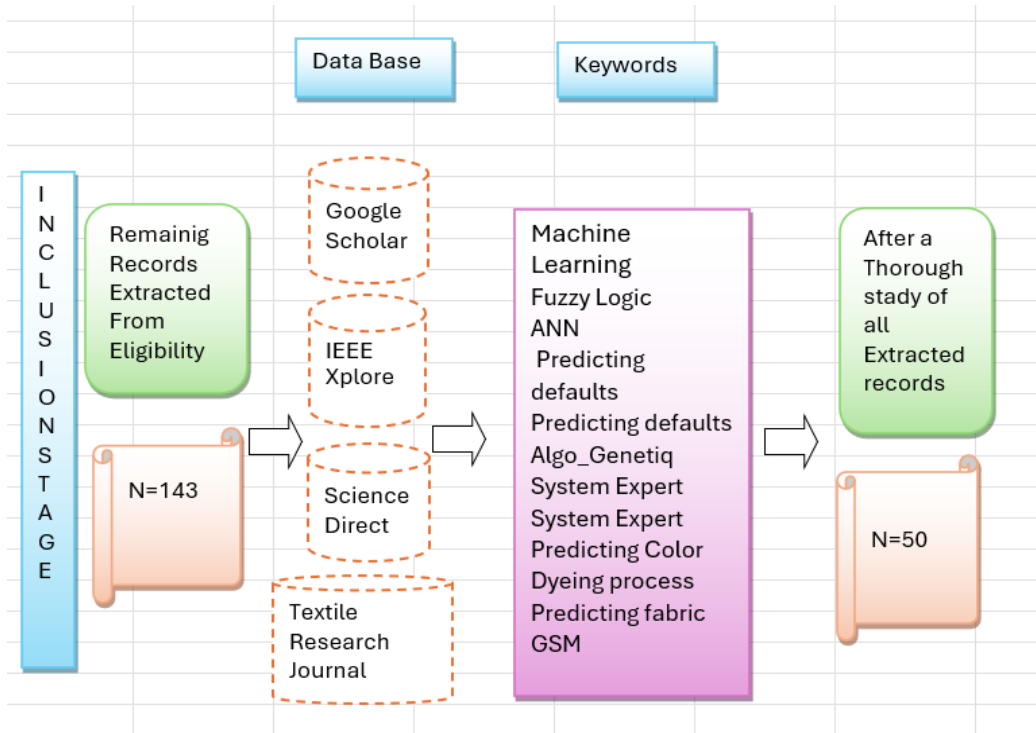 Data Base
Keywords
I
N
C
L
U
S
I
O
N
S
T
A
G
E
Remainig
Records
Extracted
From
Eligibility
N=143
Google
Scholar
IEEE
Xplore
Science
Direct
Textile
Research
Journal
Machine
Learning
Fuzzy Logic
ANN
Predicting
defaults
Predicting defaults
Algo_Genetiq
System Expert
System Expert
Predicting Color
Dyeing process
Predicting fabric
GSM
After a
Thorough
stady of
all
Extracted
records
N=50